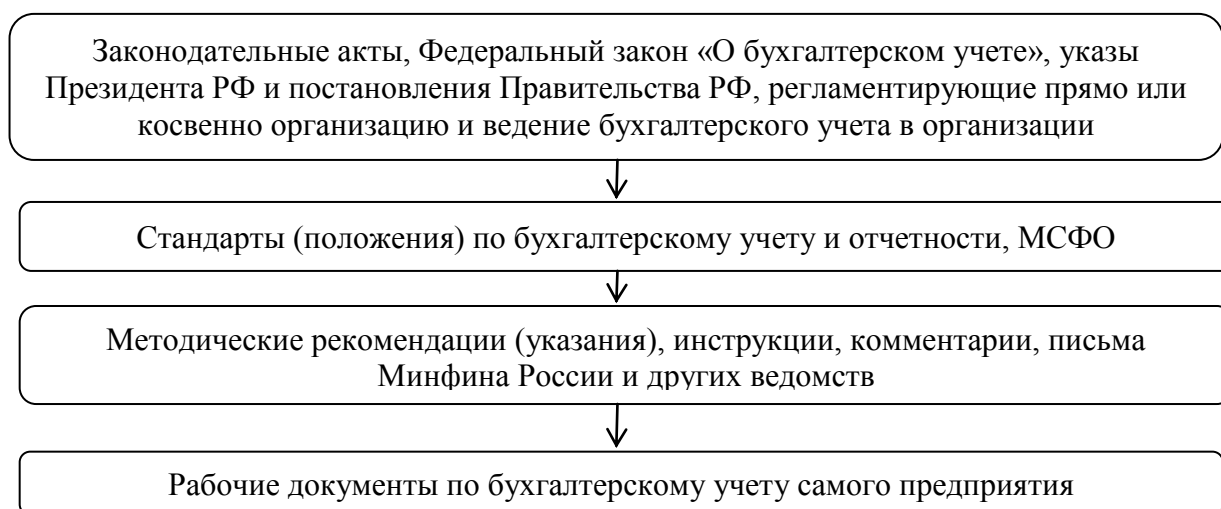 Законодательные акты, Федеральный закон «О бухгалтерском учете», указы
Президента РФ и постановления Правительства РФ, регламентирующие прямо или
косвенно организацию и ведение бухгалтерского учета в организации
Стандарты (положения) по бухгалтерскому учету и отчетности, МСФО
Методические рекомендации (указания), инструкции, комментарии, письма
Минфина России и других ведомств
Рабочие документы по бухгалтерскому учету самого предприятия